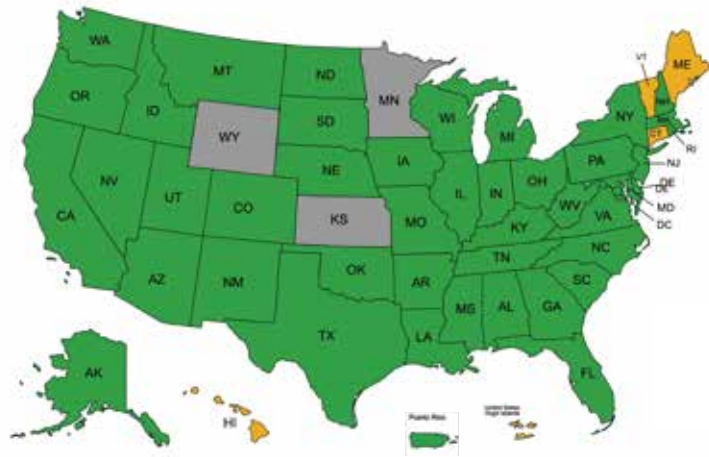 WA
MT
ND
MN
VT
ME
OR
ID
SD
WI
MI
NY
NH
MA
CT
RI
WY
NE
IA
PA
NJ
NV
UT
CO
IL
IN
OH
DE
DE
MD
DC
CA
KS
MO
KY
WV
VA
AZ
NM
OK
AR
TN
NC
SC
MS
AL
GA
TX
LA
FL
AK
HI
Puerto Rico
United States
Virgin Islands